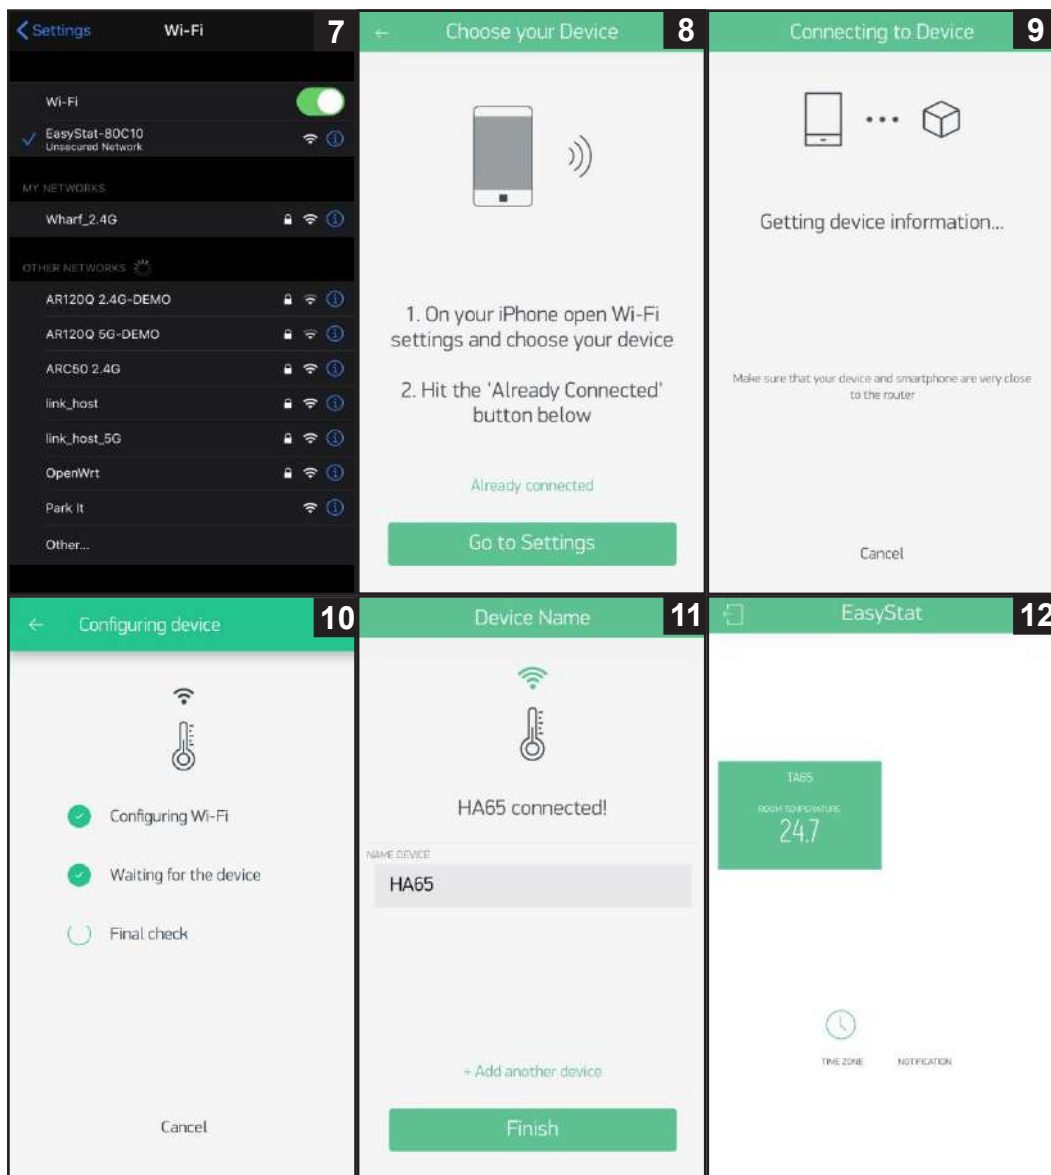 Settings
Wi-Fi
7
Wi-Fi
EasyStat-80C10
Unsecured Network
MY NETWORKS
Wharf_2.4G
OTHER NETWORKS
AR120Q 2.4G-DEMO
AR120Q 5G-DEMO
ARC50 2.4G
link_host
link_host_5G
OpenWrt
Park It
Other...
Choose your Device
8
1. On your iPhone open Wi-Fi
settings and choose your device
2. Hit the 'Already Connected'
button below
Already connected
Go to Settings
Connecting to Device
9
Getting device information...
Make sure that your device and smartphone are very close
to the router
Cancel
Configuring device
10
Configuring Wi-Fi
Waiting for the device
Final check
Cancel
Device Name
11
HA65 connected!
NAME DEVICE
HA65
+ Add another device
Finish
EasyStat
12
TA65
ROOM TEMPERATURE
24.7
TIME ZONE
NOTIFICATION